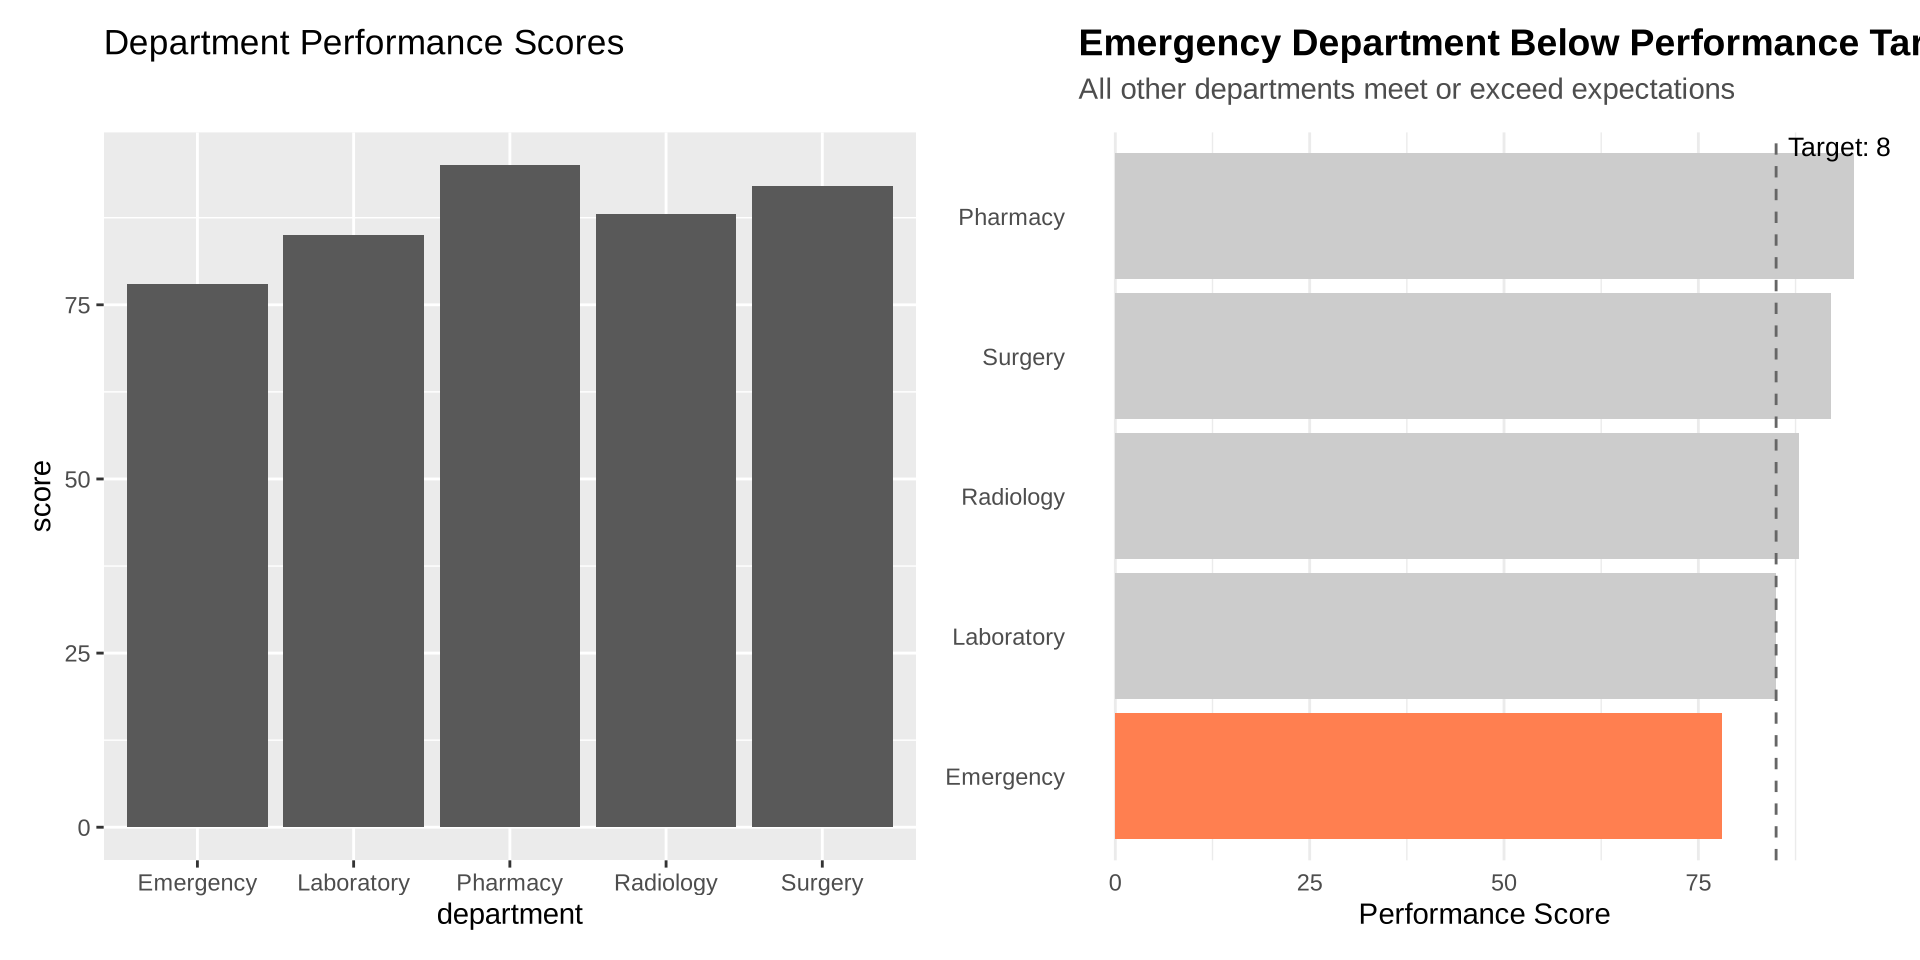 Department Performance Scores
score
75
50
25
0
Emergency Laboratory Pharmacy Radiology Surgery
department
Emergency Department Below Performance Tar
All other departments meet or exceed expectations
Target: 8
Pharmacy
Surgery
Radiology
Laboratory
Emergency
0 25 50 75
Performance Score